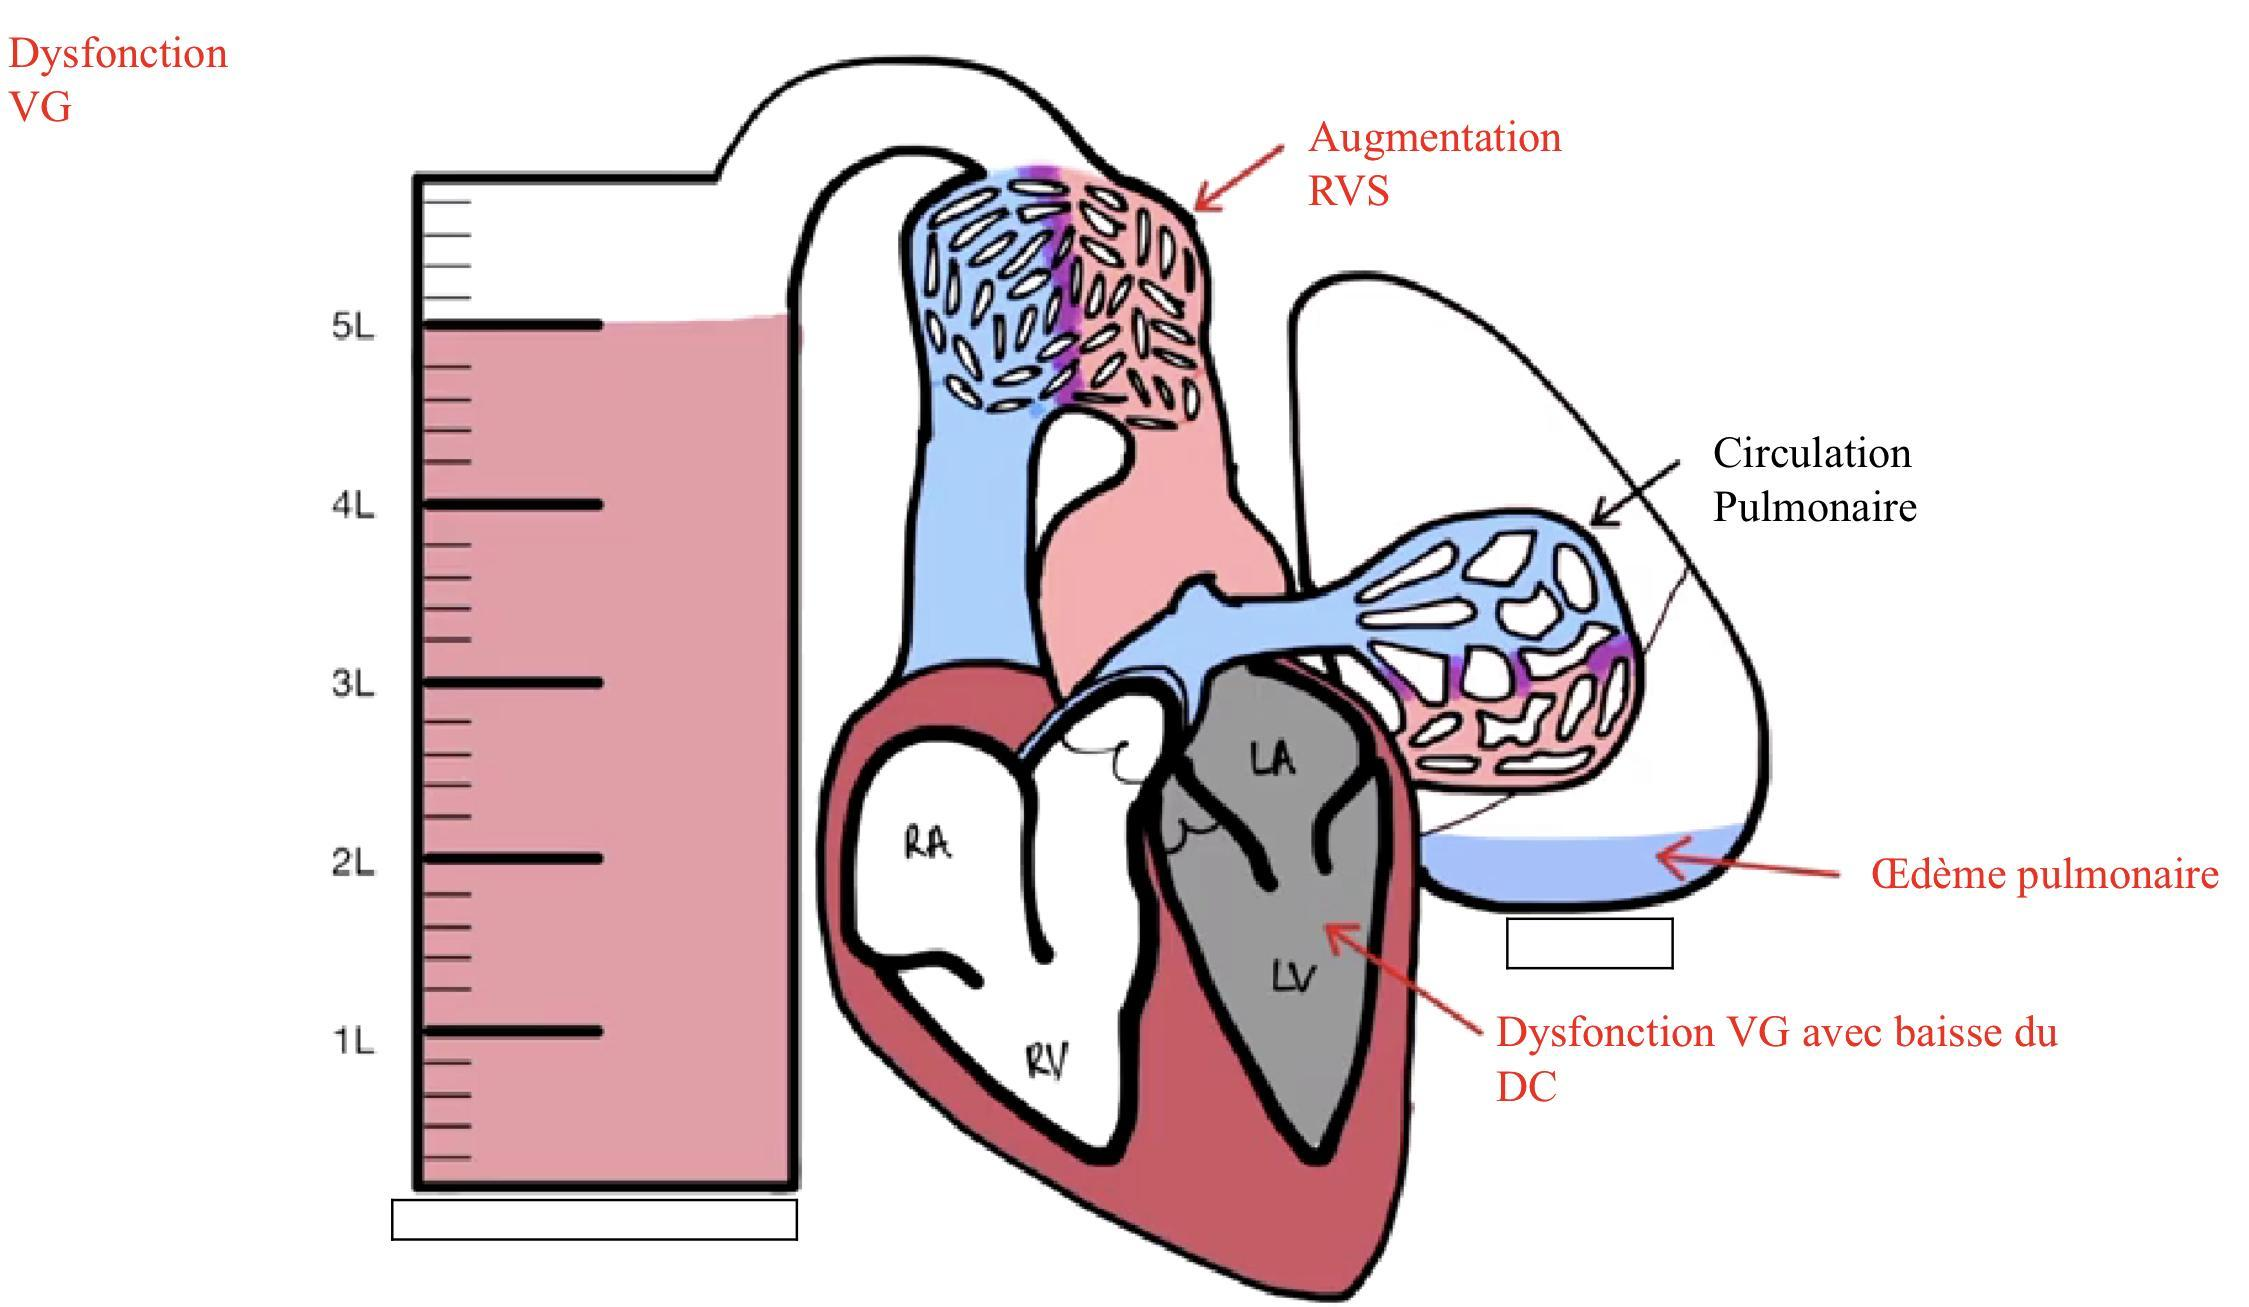 Dysfonction
VG
Augmentation
RVS
5L
Circulation
Pulmonaire
4L
3L
LA
RA
2L
Œdème pulmonaire
LV
1L
RV
Dysfonction VG avec baisse du
DC